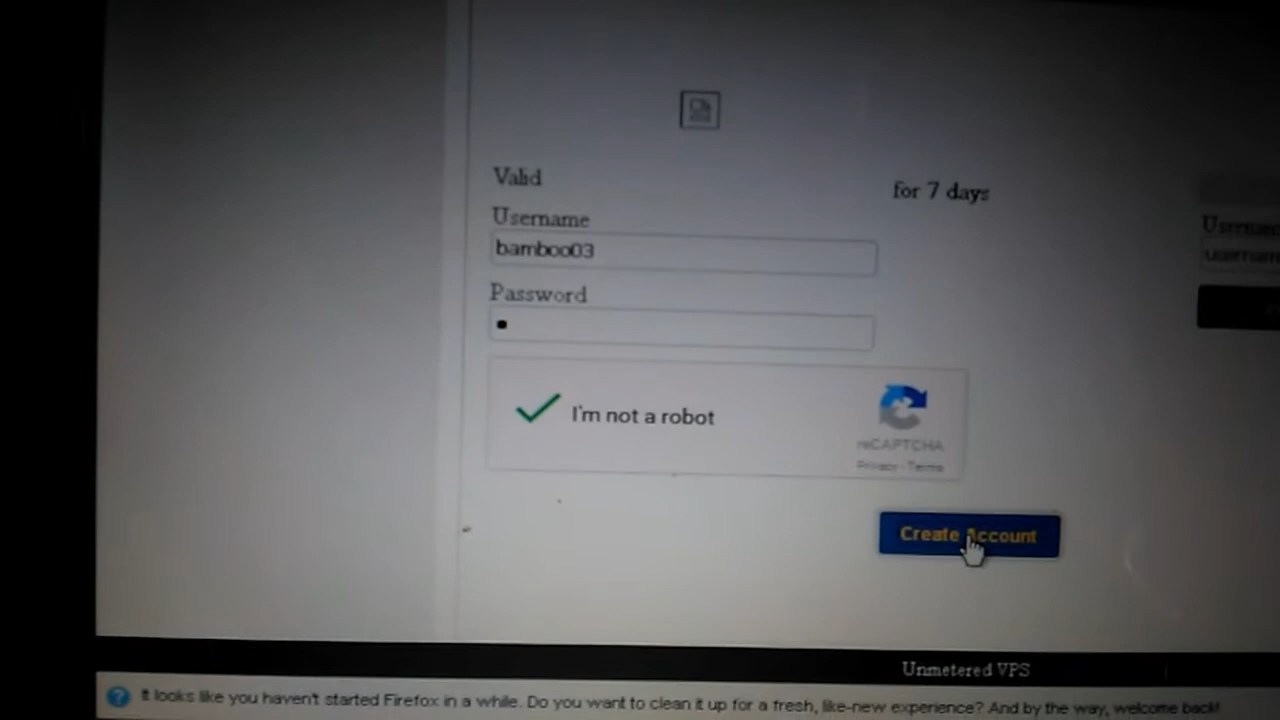 Valid
for 7 days
Username
bamboo03
Password
I'm not a robot
reCAPTCHA
Privacy - Terms
Create Account
Unmetered VPS
It looks like you haven't started Firefox in a while. Do you want to clean it up for a fresh, like-new experience? And by the way, welcome back!